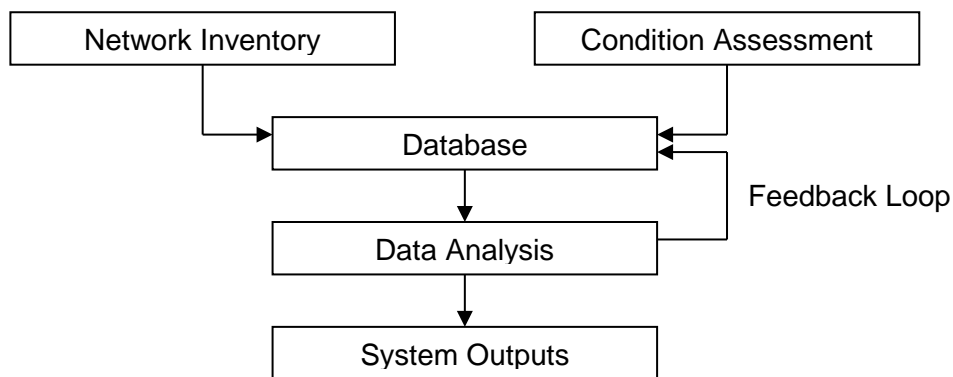 Network Inventory
Condition Assessment
Database
Feedback Loop
Data Analysis
System Outputs